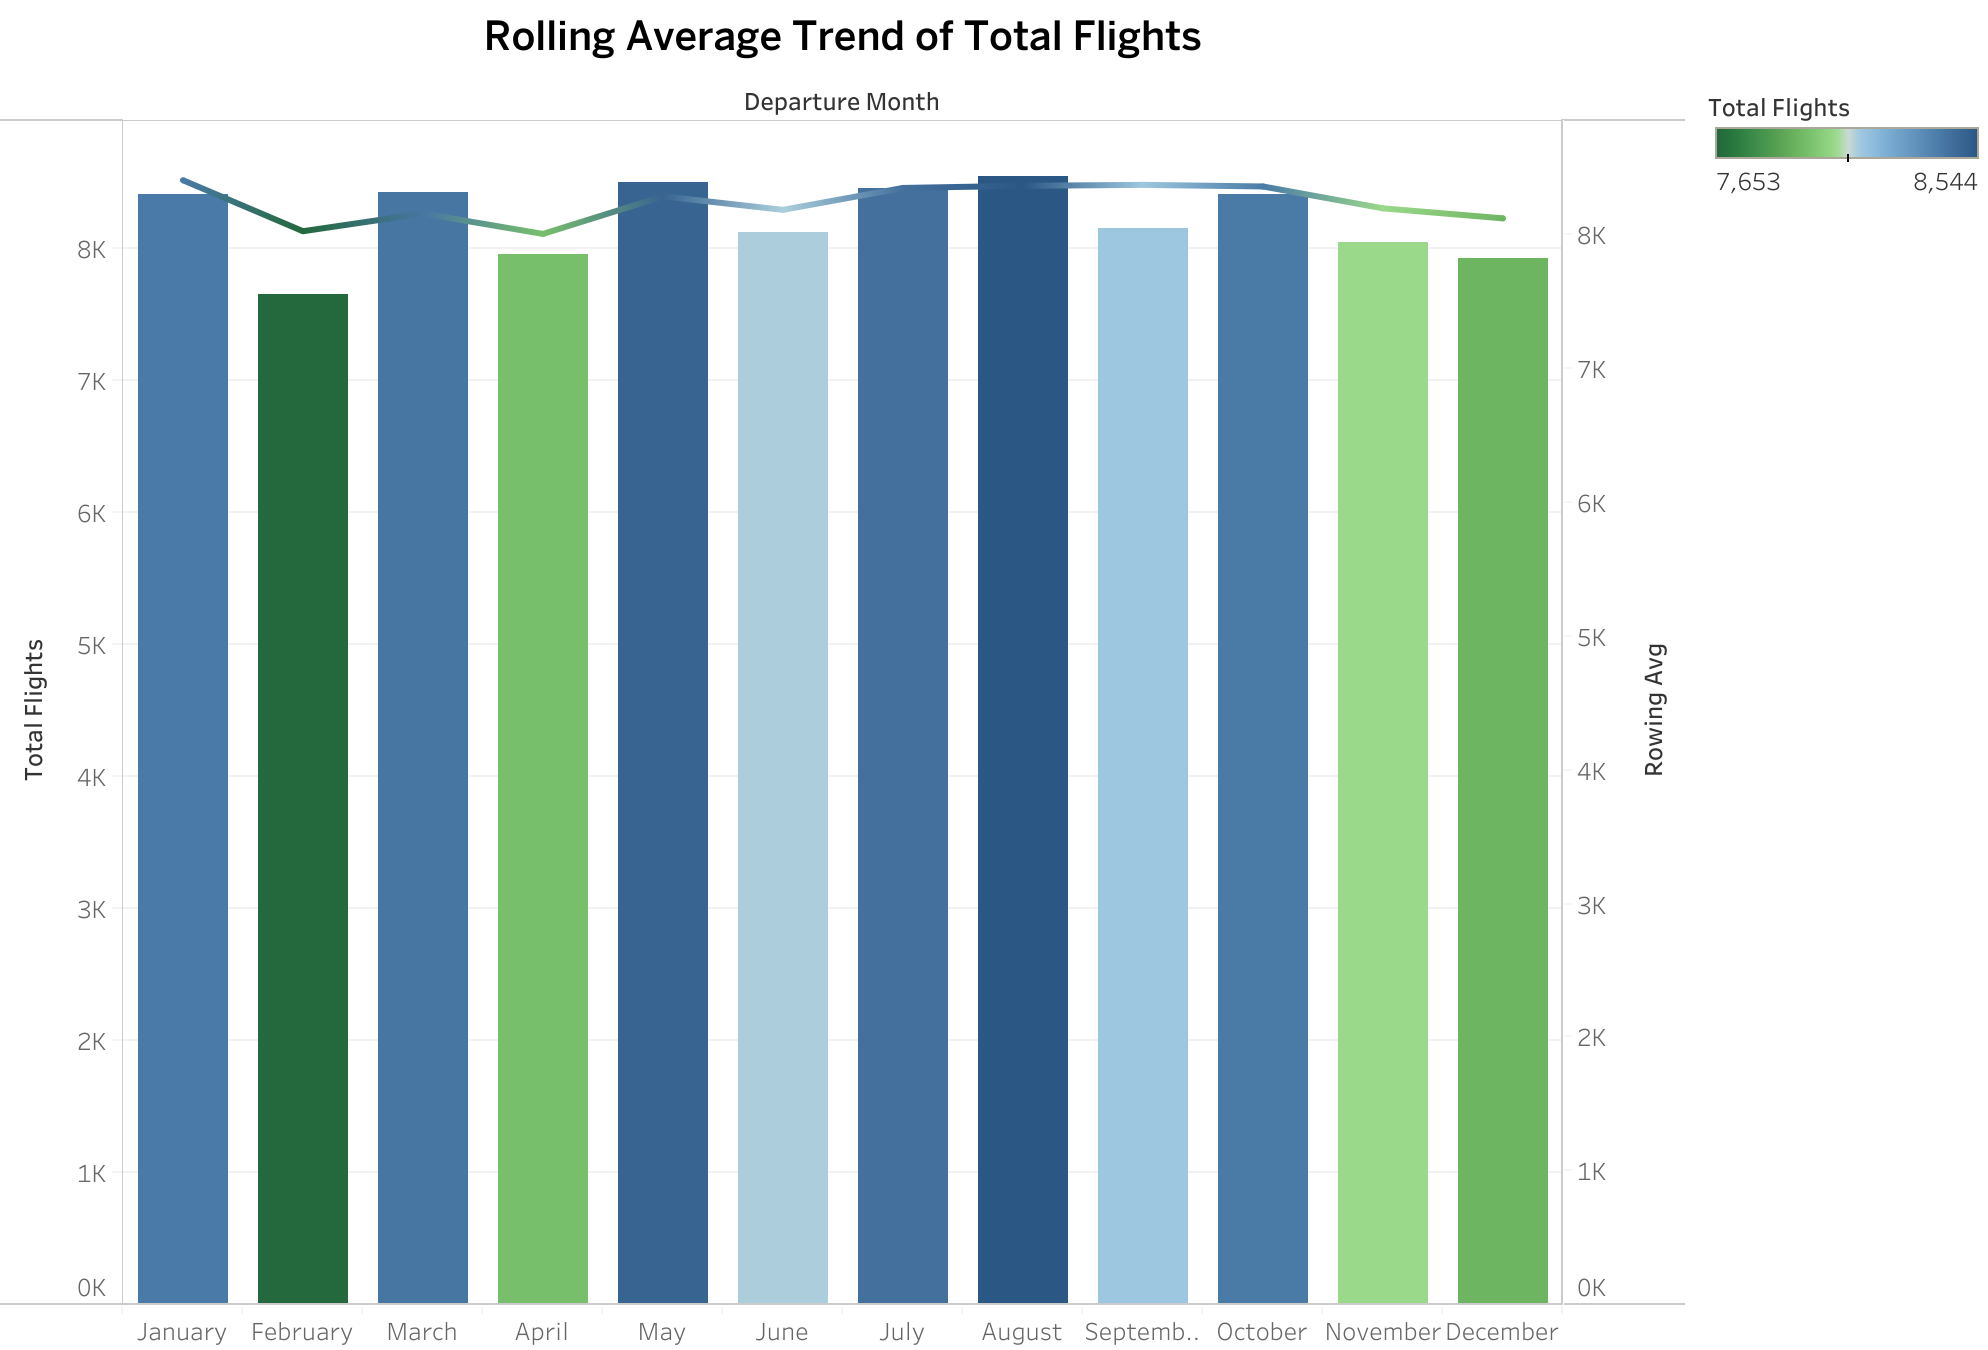 Rolling Average Trend of Total Flights
Departure Month
Total Flights
7,653
8,544
Total Flights
8K
7K
6K
5K
4K
3K
2K
1K
0K
8K
7K
6K
5K
4K
3K
2K
1K
0K
Rowing Avg
January
February
March
April
May
June
July
August
Septemb..
October
November
December